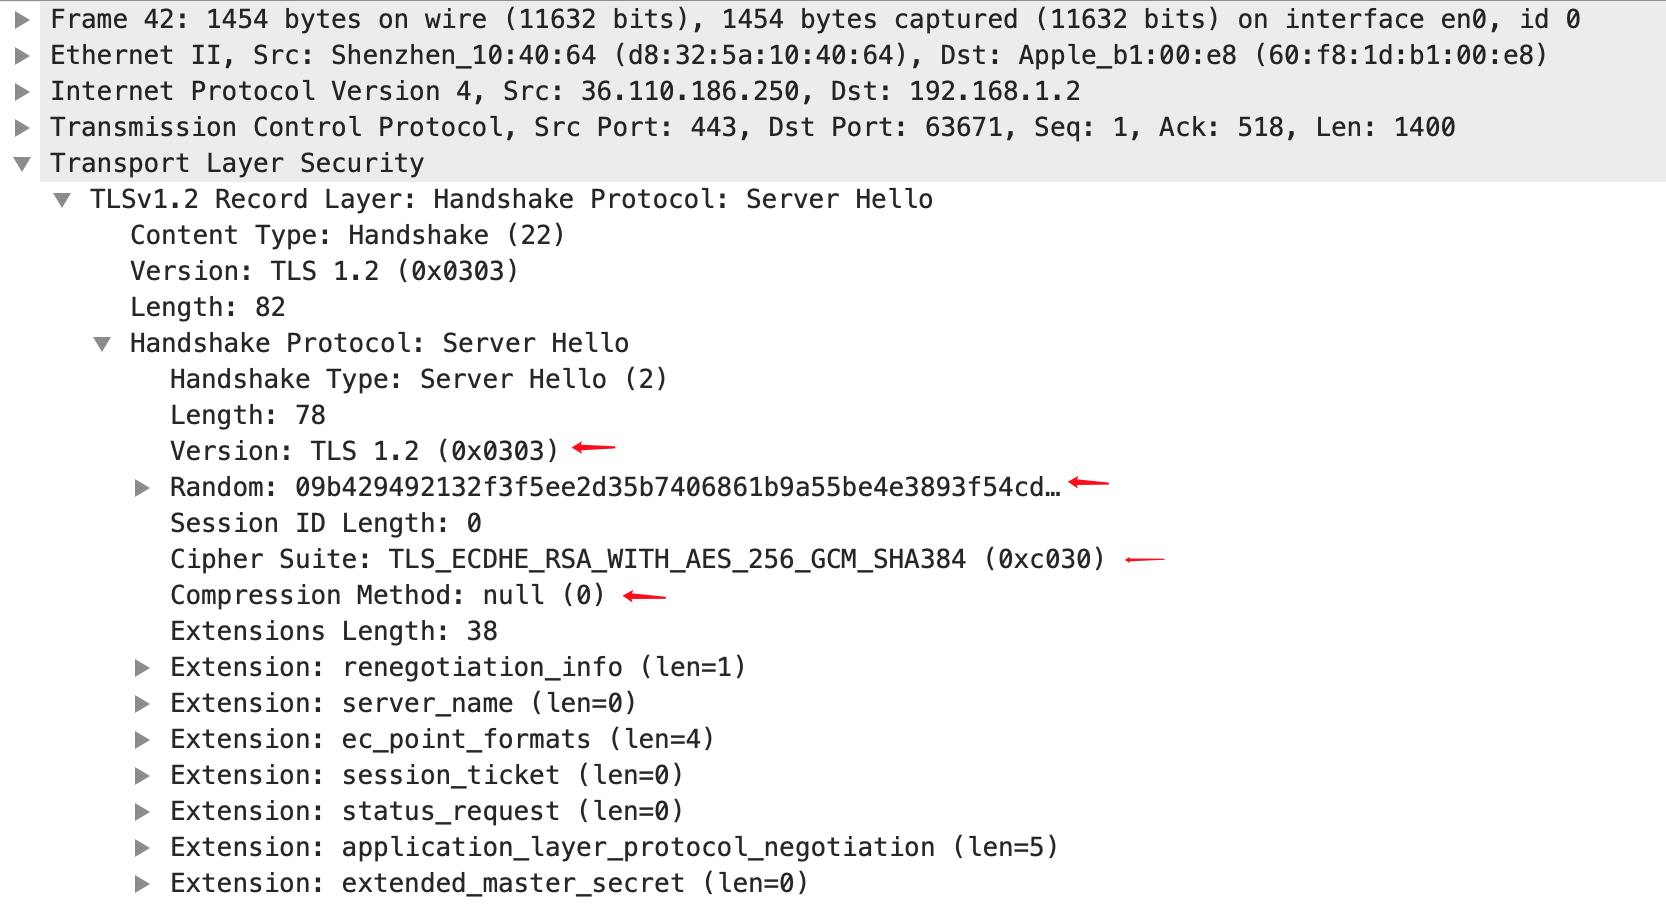 Frame 42: 1454 bytes on wire (11632 bits), 1454 bytes captured (11632 bits) on interface en0, id 0
Ethernet II, Src: Shenzhen_10:40:64 (d8:32:5a:10:40:64), Dst: Apple_b1:00:e8 (60:f8:1d:b1:00:e8)
Internet Protocol Version 4, Src: 36.110.186.250, Dst: 192.168.1.2
Transmission Control Protocol, Src Port: 443, Dst Port: 63671, Seq: 1, Ack: 518, Len: 1400
Transport Layer Security
TLSv1.2 Record Layer: Handshake Protocol: Server Hello
Content Type: Handshake (22)
Version: TLS 1.2 (0x0303)
Length: 82
Handshake Protocol: Server Hello
Handshake Type: Server Hello (2)
Length: 78
Version: TLS 1.2 (0x0303)
Random: 09b429492132f3f5ee2d35b7406861b9a55be4e3893f54cd…
Session ID Length: 0
Cipher Suite: TLS_ECDHE_RSA_WITH_AES_256_GCM_SHA384 (0xc030)
Compression Method: null (0)
Extensions Length: 38
Extension: renegotiation_info (len=1)
Extension: server_name (len=0)
Extension: ec_point_formats (len=4)
Extension: session_ticket (len=0)
Extension: status_request (len=0)
Extension: application_layer_protocol_negotiation (len=5)
Extension: extended_master_secret (len=0)